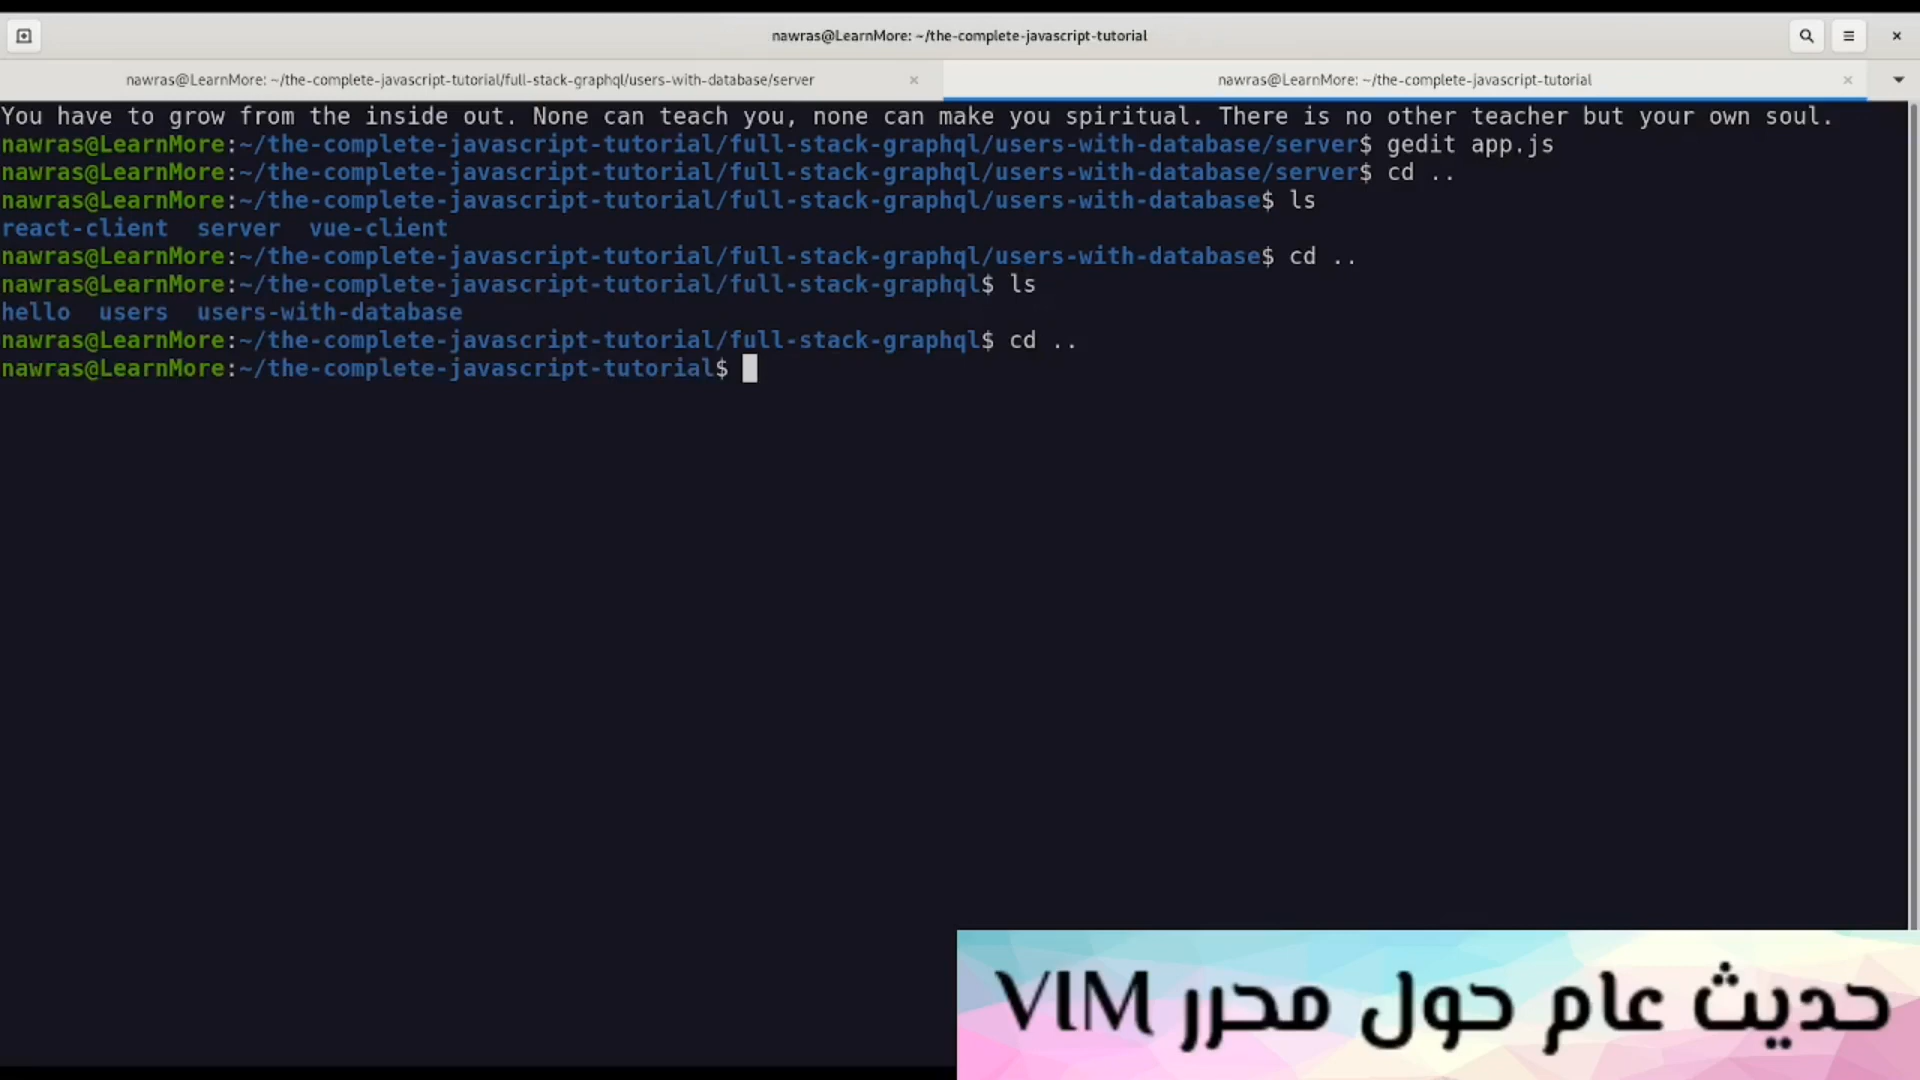 nawras@LearnMore: ~/the-complete-javascript-tutorial
nawras@LearnMore: ~/the-complete-javascript-tutorial/full-stack-graphql/users-with-database/server
nawras@LearnMore: ~/the-complete-javascript-tutorial
You have to grow from the inside out. None can teach you, none can make you spiritual. There is no other teacher but your own soul.
nawras@LearnMore:~/the-complete-javascript-tutorial/full-stack-graphql/users-with-database/server$ gedit app.js
nawras@LearnMore:~/the-complete-javascript-tutorial/full-stack-graphql/users-with-database/server$ cd ..
nawras@LearnMore:~/the-complete-javascript-tutorial/full-stack-graphql/users-with-database$ ls
react-client  server  vue-client
nawras@LearnMore:~/the-complete-javascript-tutorial/full-stack-graphql/users-with-database$ cd ..
nawras@LearnMore:~/the-complete-javascript-tutorial/full-stack-graphql$ ls
hello  users  users-with-database
nawras@LearnMore:~/the-complete-javascript-tutorial/full-stack-graphql$ cd ..
nawras@LearnMore:~/the-complete-javascript-tutorial$
حديث عام حول محرر VIM